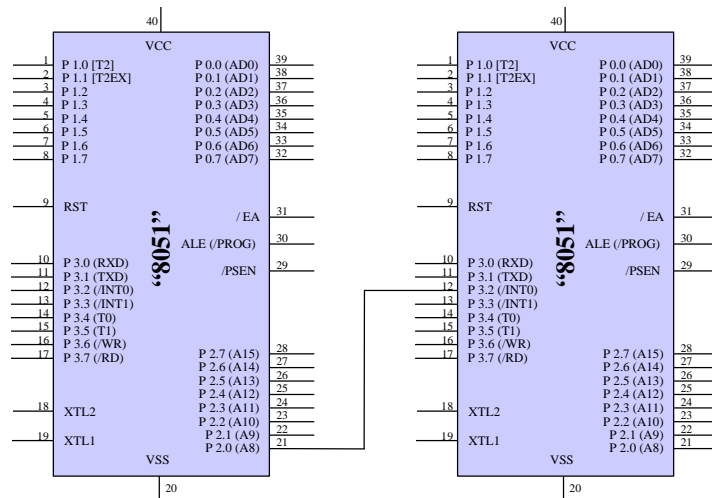 40
VCC
1 P 1.0 [T2] P 0.0 (AD0) 39
2 P 1.1 [T2EX] P 0.1 (AD1) 38
3 P 1.2 P 0.2 (AD2) 37
4 P 1.3 P 0.3 (AD3) 36
5 P 1.4 P 0.4 (AD4) 35
6 P 1.5 P 0.5 (AD5) 34
7 P 1.6 P 0.6 (AD6) 33
8 P 1.7 P 0.7 (AD7) 32
9 RST
/ EA 31
ALE (/PROG) 30
/PSEN 29
“8051”
10 P 3.0 (RXD)
11 P 3.1 (TXD)
12 P 3.2 (/INT0)
13 P 3.3 (/INT1)
14 P 3.4 (T0)
15 P 3.5 (T1)
16 P 3.6 (/WR)
17 P 3.7 (/RD)
P 2.7 (A15) 28
P 2.6 (A14) 27
P 2.5 (A13) 26
P 2.4 (A12) 25
P 2.3 (A11) 24
P 2.2 (A10) 23
P 2.1 (A9) 22
P 2.0 (A8) 21
18 XTL2
19 XTL1
VSS
20
40
VCC
1 P 1.0 [T2] P 0.0 (AD0) 39
2 P 1.1 [T2EX] P 0.1 (AD1) 38
3 P 1.2 P 0.2 (AD2) 37
4 P 1.3 P 0.3 (AD3) 36
5 P 1.4 P 0.4 (AD4) 35
6 P 1.5 P 0.5 (AD5) 34
7 P 1.6 P 0.6 (AD6) 33
8 P 1.7 P 0.7 (AD7) 32
9 RST
/ EA 31
ALE (/PROG) 30
/PSEN 29
“8051”
10 P 3.0 (RXD)
11 P 3.1 (TXD)
12 P 3.2 (/INT0)
13 P 3.3 (/INT1)
14 P 3.4 (T0)
15 P 3.5 (T1)
16 P 3.6 (/WR)
17 P 3.7 (/RD)
P 2.7 (A15) 28
P 2.6 (A14) 27
P 2.5 (A13) 26
P 2.4 (A12) 25
P 2.3 (A11) 24
P 2.2 (A10) 23
P 2.1 (A9) 22
P 2.0 (A8) 21
18 XTL2
19 XTL1
VSS
20